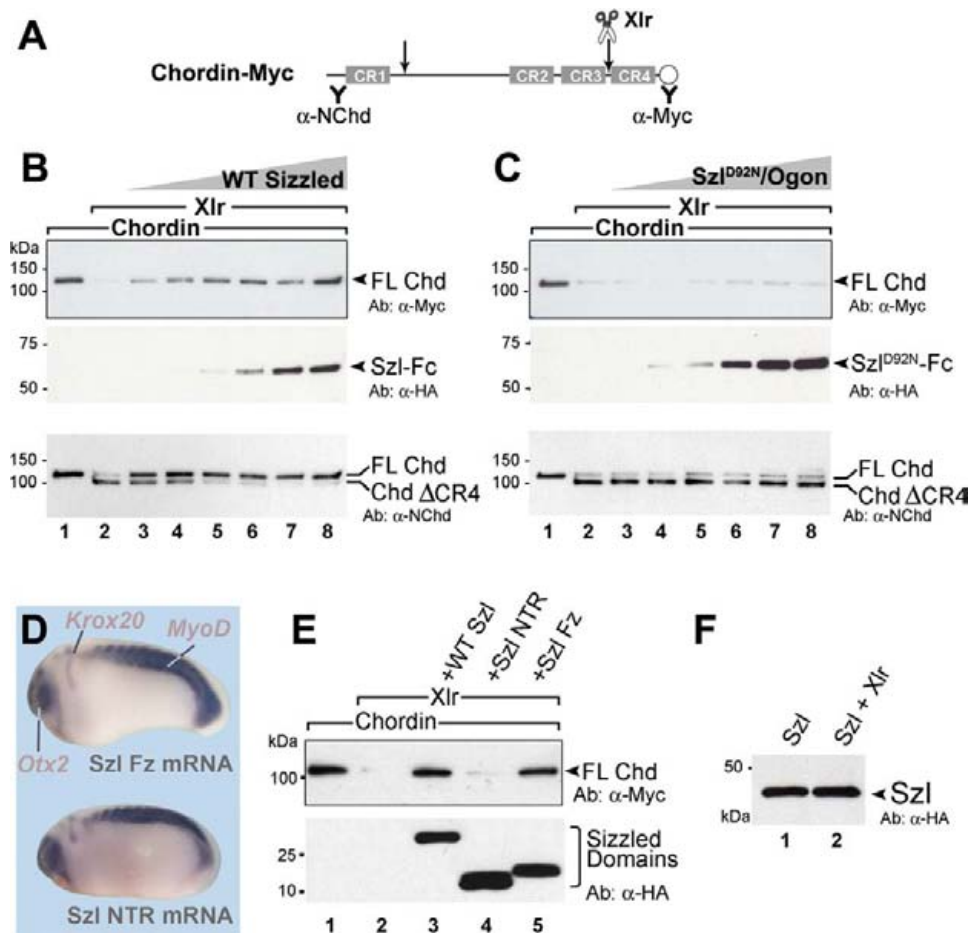 A
Xlr
Chordin-Myc
CR1
CR2
CR3
CR4
α-NChd
α-Myc
B
WT Sizzled
Xlr
Chordin
kDa
150
100
FL Chd
Ab: α-Myc
75
50
Szl-Fc
Ab: α-HA
150
100
FL Chd
Chd ΔCR4
Ab: α-NChd
1 2 3 4 5 6 7 8
C
Szl^D92N/Ogon
Xlr
Chordin
kDa
150
100
FL Chd
Ab: α-Myc
75
50
Szl^D92N-Fc
Ab: α-HA
150
100
FL Chd
Chd ΔCR4
Ab: α-NChd
1 2 3 4 5 6 7 8
D
Krox20
MyoD
Otx2
Szl Fz mRNA
Szl NTR mRNA
E
+WT Szl
+Szl NTR
+Szl Fz
Xlr
Chordin
kDa
100
FL Chd
Ab: α-Myc
25
10
Sizzled
Domains
Ab: α-HA
1 2 3 4 5
F
Szl
Szl + Xlr
50
kDa
Szl
Ab: α-HA
1 2